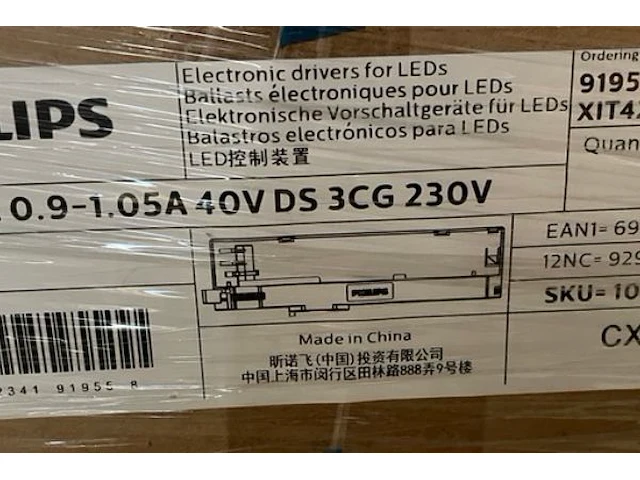 LIPS
Electronic drivers for LEDs
Ballasts électroniques pour LEDs
Elektronische Vorschaltgeräte für LEDs
Balastros electrónicos para LEDs
LED控制装置
Ordering
9195
XIT4
Quan
0.9-1.05A 40V DS 3CG 230V
PHILIPS
EAN1= 69
12NC= 929
SKU= 10
Made in China
昕诺飞(中国)投资有限公司
中国上海市闵行区田林路888弄9号楼
CX
2341 91955 8